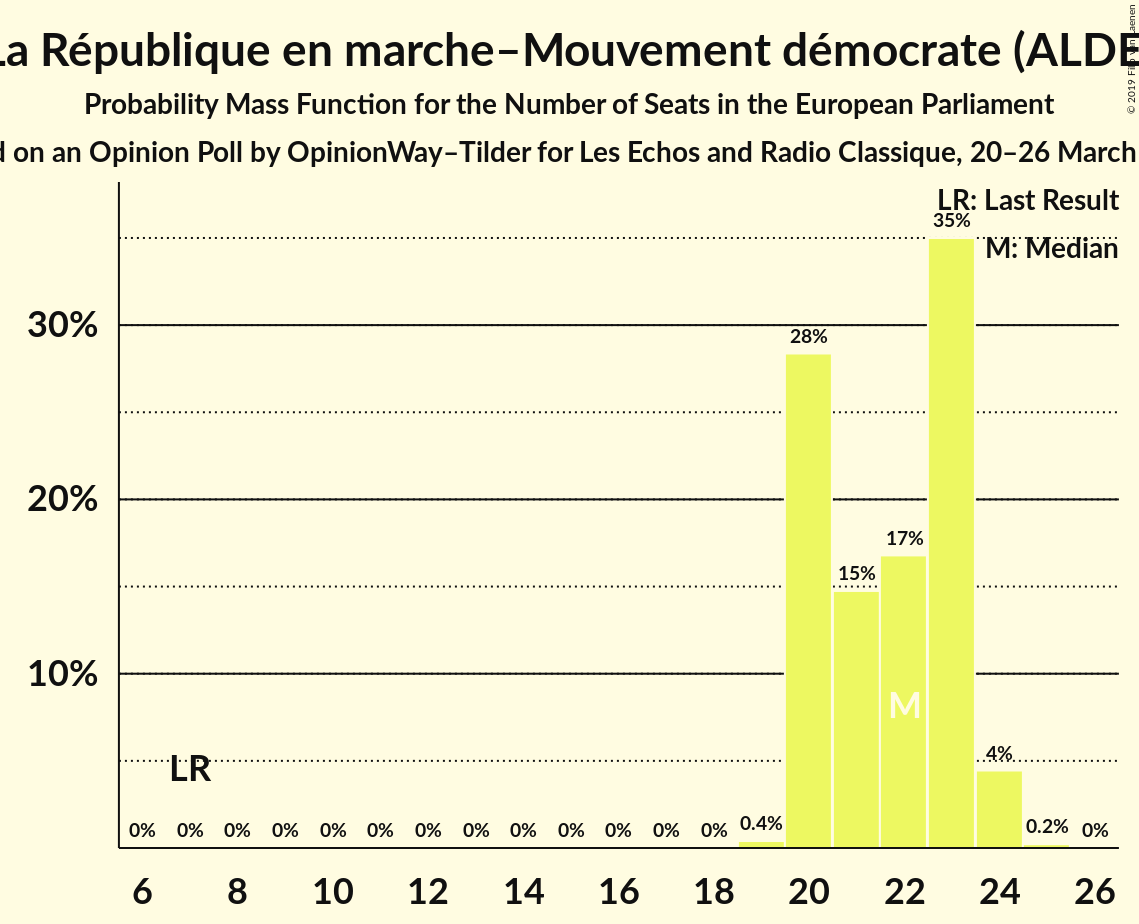 La République en marche–Mouvement démocrate (ALDE
Probability Mass Function for the Number of Seats in the European Parliament
on an Opinion Poll by OpinionWay–Tilder for Les Echos and Radio Classique, 20–26 March
© 2019
LR: Last Result
M: Median
35%
30%
28%
20%
17%
15%
10%
M
LR
4%
0% 0% 0% 0% 0% 0% 0% 0% 0% 0% 0% 0% 0% 0.4% 0.2% 0%
6 8 10 12 14 16 18 20 22 24 26